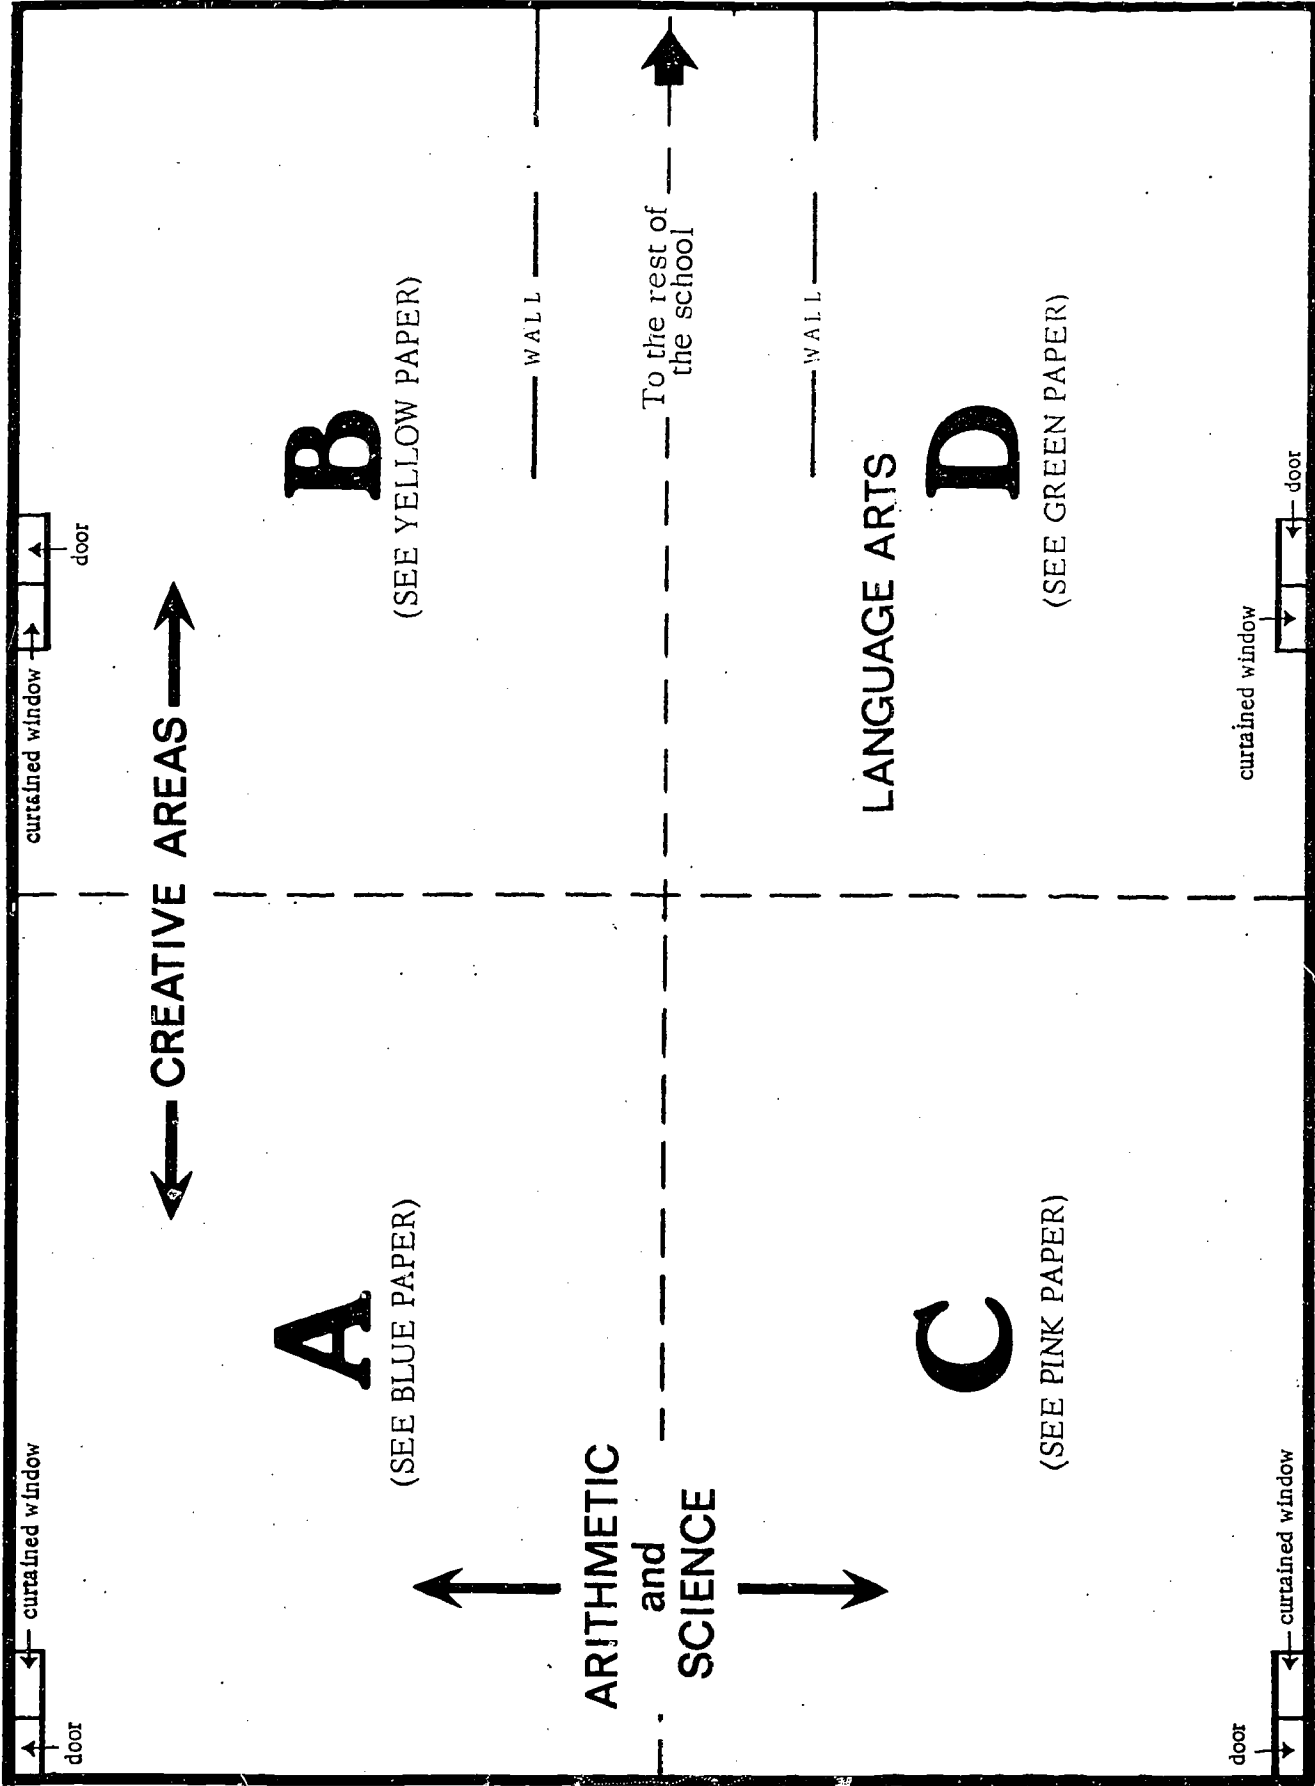 curtained window
door
curtained window
door
CREATIVE AREAS
A
(SEE BLUE PAPER)
B
(SEE YELLOW PAPER)
WALL
ARITHMETIC
and
SCIENCE
To the rest of
the school
WALL
LANGUAGE ARTS
C
(SEE PINK PAPER)
D
(SEE GREEN PAPER)
door
curtained window
curtained window
door